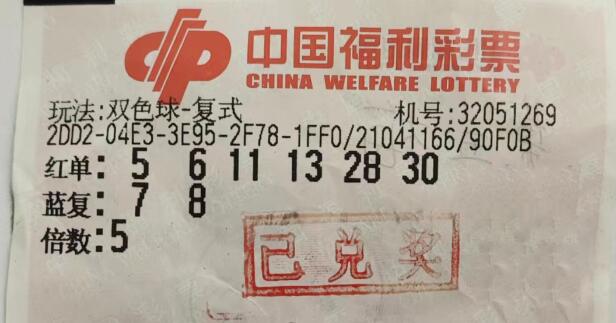 中国福利彩票
CHINA WELFARE LOTTERY
玩法:双色球-复式 机号:32051269
2DD2-04E3-3E95-2F78-1FF0/21041166/90F0B
红单: 5 6 11 13 28 30
蓝复: 7 8
倍数:5
已兑奖